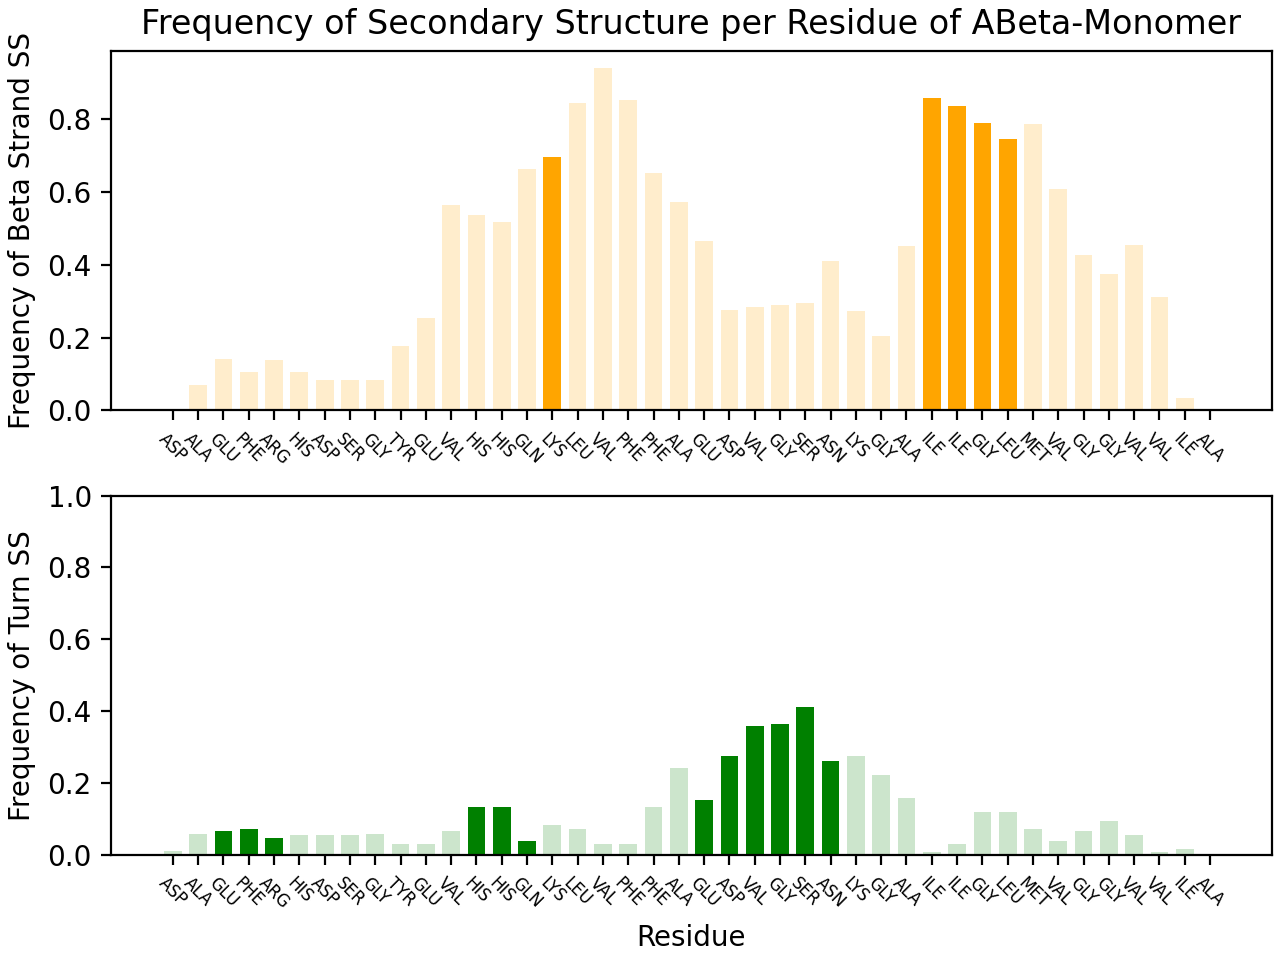 Frequency of Secondary Structure per Residue of ABeta-Monomer
Frequency of Beta Strand SS
0.8
0.6
0.4
0.2
0.0
ASP ALA GLU PHE ARG HIS ASP SER GLY TYR GLU VAL HIS HIS GLN LYS LEU VAL PHE PHE ALA GLU ASP VAL GLY SER ASN LYS GLY ALA ILE ILE GLY LEU MET VAL GLY GLY VAL VAL ILE ALA
Frequency of Turn SS
1.0
0.8
0.6
0.4
0.2
0.0
ASP ALA GLU PHE ARG HIS ASP SER GLY TYR GLU VAL HIS HIS GLN LYS LEU VAL PHE PHE ALA GLU ASP VAL GLY SER ASN LYS GLY ALA ILE ILE GLY LEU MET VAL GLY GLY VAL VAL ILE ALA
Residue